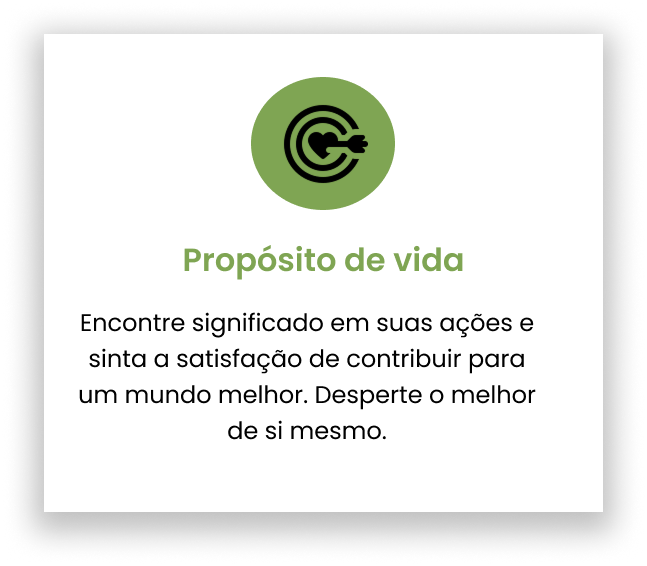 Propósito de vida
Encontre significado em suas ações e
sinta a satisfação de contribuir para
um mundo melhor. Desperte o melhor
de si mesmo.